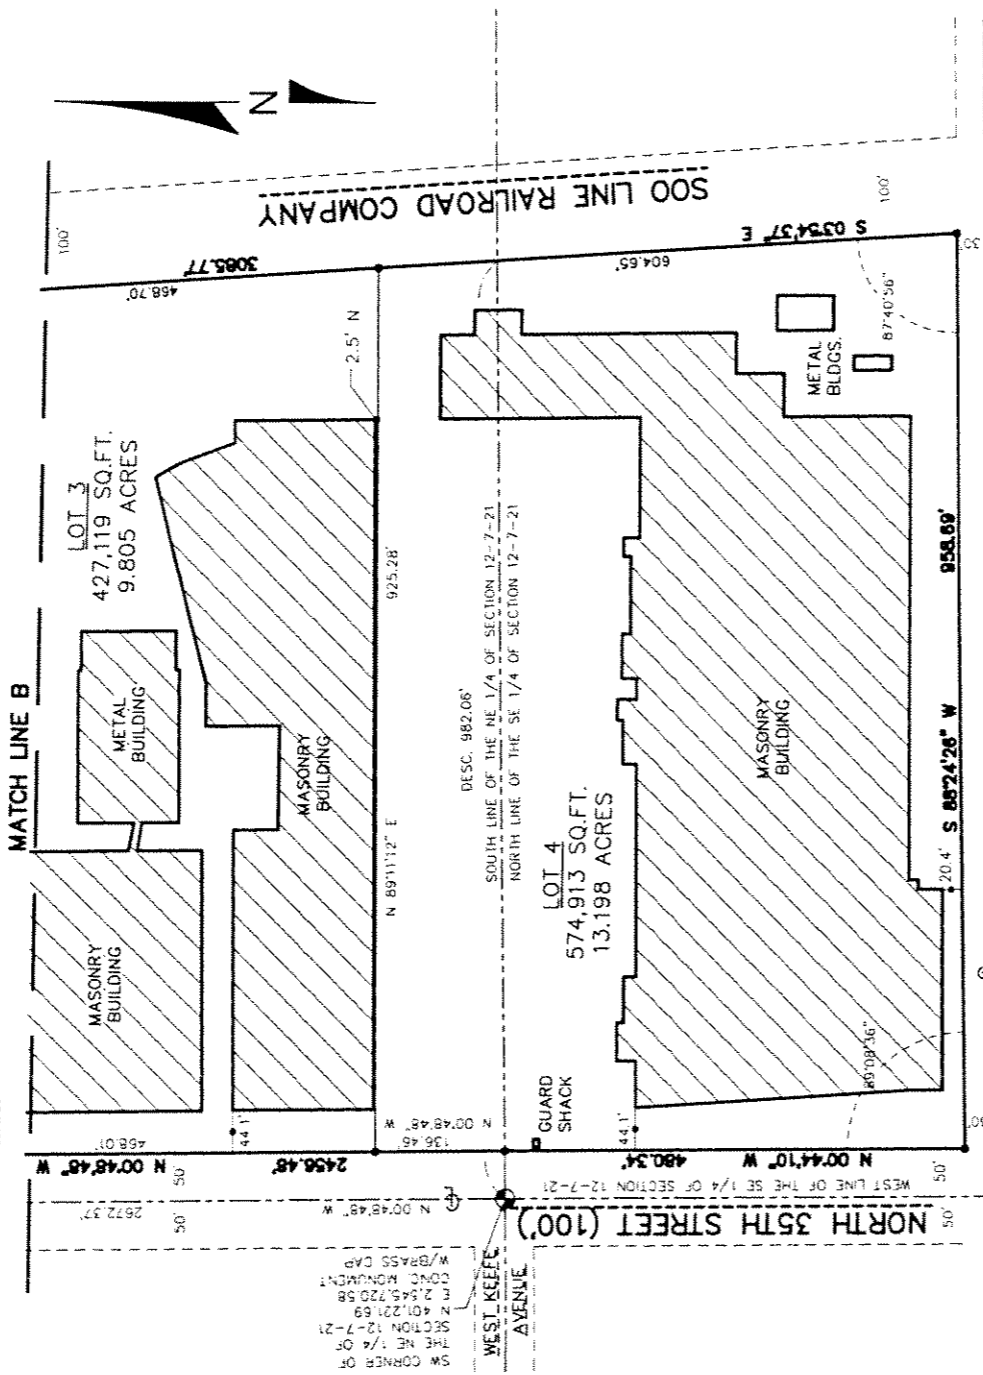 MATCH LINE B
LOT 3
427,119 SQ.FT.
9.805 ACRES
METAL
BUILDING
MASONRY
BUILDING
MASONRY
BUILDING
N
100'
3085.77'
468.70'
SOO LINE RAILROAD COMPANY
2.5' N
925.28'
N 89°11'12" E
44.1'
468.01'
N 00°48'48" W
2456.48'
50'
50'
2672.37'
N 00°48'48" W
136.46'
N 00°48'48" W
DESC. 982.06'
SOUTH LINE OF THE NE 1/4 OF SECTION 12-7-21
NORTH LINE OF THE SE 1/4 OF SECTION 12-7-21
LOT 4
574,913 SQ.FT.
13.198 ACRES
MASONRY
BUILDING
METAL
BLDGS.
604.65'
S 03°54'37" E
100'
87°40'56"
GUARD
SHACK
44.1'
480.34'
N 00°44'10" W
WEST LINE OF THE SE 1/4 OF SECTION 12-7-21
NORTH 35TH STREET (100')
50'
50'
89°08'36"
20.4'
S 88°24'26" W
958.69'
WEST KEEFE
AVENUE
SW CORNER OF
THE NE 1/4 OF
SECTION 12-7-21
N 401,221.69
E 2,545,720.58
CONC. MONUMENT
W/BRASS CAP